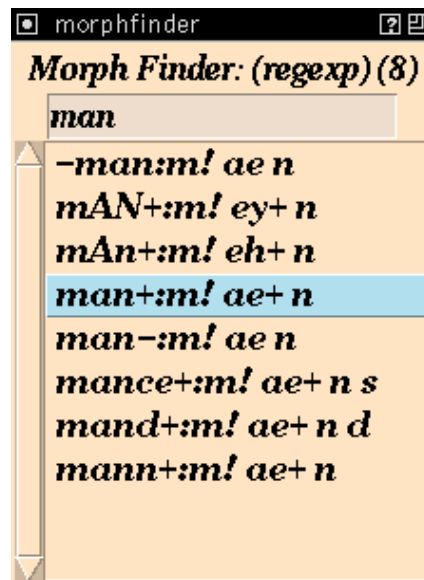 morphfinder
Morph Finder: (regexp) (8)
man
-man:m! ae n
mAN+:m! ey+ n
mAn+:m! eh+ n
man+:m! ae+ n
man-:m! ae n
mance+:m! ae+ n s
mand+:m! ae+ n d
mann+:m! ae+ n